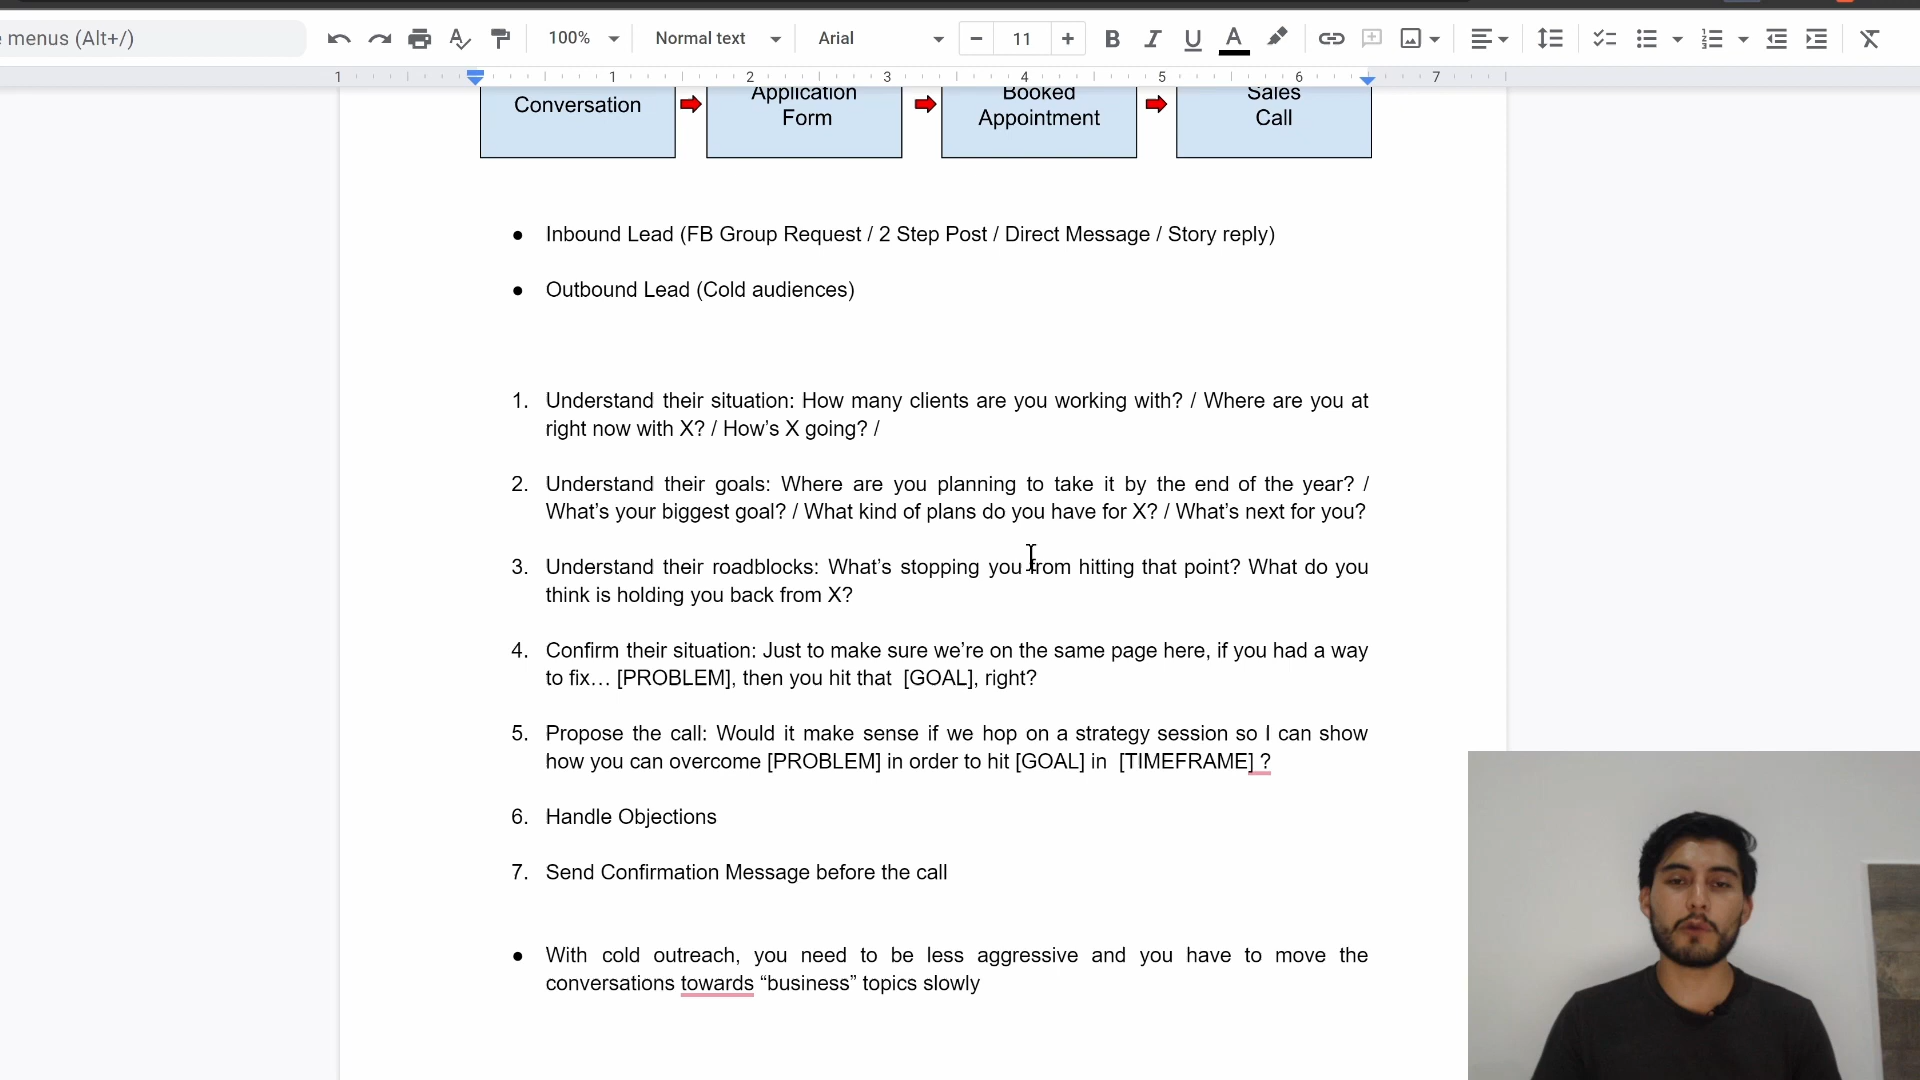 menus (Alt+/)
100%
Normal text
Arial
11
B
I
U
A
1 1 2 3 4 5 6 7
Conversation
Application
Form
Booked
Appointment
Sales
Call
● Inbound Lead (FB Group Request / 2 Step Post / Direct Message / Story reply)
● Outbound Lead (Cold audiences)
1. Understand their situation: How many clients are you working with? / Where are you at
right now with X? / How’s X going? /
2. Understand their goals: Where are you planning to take it by the end of the year? /
What’s your biggest goal? / What kind of plans do you have for X? / What’s next for you?
3. Understand their roadblocks: What’s stopping you from hitting that point? What do you
think is holding you back from X?
4. Confirm their situation: Just to make sure we’re on the same page here, if you had a way
to fix… [PROBLEM], then you hit that [GOAL], right?
5. Propose the call: Would it make sense if we hop on a strategy session so I can show
how you can overcome [PROBLEM] in order to hit [GOAL] in [TIMEFRAME] ?
6. Handle Objections
7. Send Confirmation Message before the call
● With cold outreach, you need to be less aggressive and you have to move the
conversations towards “business” topics slowly